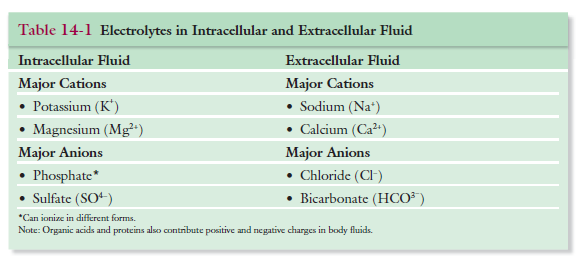 Table 14-1 Electrolytes in Intracellular and Extracellular Fluid
Intracellular Fluid Extracellular Fluid
Major Cations Major Cations
• Potassium (K⁺) • Sodium (Na⁺)
• Magnesium (Mg²⁺) • Calcium (Ca²⁺)
Major Anions Major Anions
• Phosphate* • Chloride (Cl⁻)
• Sulfate (SO⁴⁻) • Bicarbonate (HCO³⁻)
*Can ionize in different forms.
Note: Organic acids and proteins also contribute positive and negative charges in body fluids.